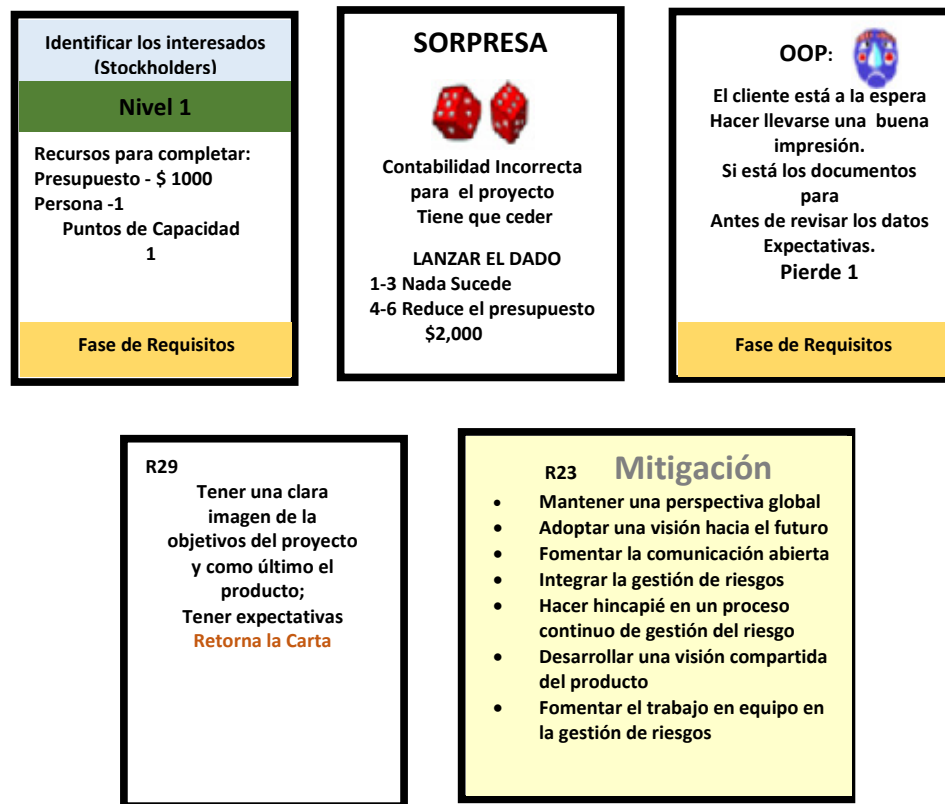 Identificar los interesados
(Stockholders)
Nivel 1
Recursos para completar:
Presupuesto - $ 1000
Persona -1
Puntos de Capacidad
1
Fase de Requisitos
SORPRESA
Contabilidad Incorrecta
para el proyecto
Tiene que ceder
LANZAR EL DADO
1-3 Nada Sucede
4-6 Reduce el presupuesto
$2,000
OOP:
El cliente está a la espera
Hacer llevarse una buena
impresión.
Si está los documentos
para
Antes de revisar los datos
Expectativas.
Pierde 1
Fase de Requisitos
R29
Tener una clara
imagen de la
objetivos del proyecto
y como último el
producto;
Tener expectativas
Retorna la Carta
R23 Mitigación
• Mantener una perspectiva global
• Adoptar una visión hacia el futuro
• Fomentar la comunicación abierta
• Integrar la gestión de riesgos
• Hacer hincapié en un proceso
continuo de gestión del riesgo
• Desarrollar una visión compartida
del producto
• Fomentar el trabajo en equipo en
la gestión de riesgos